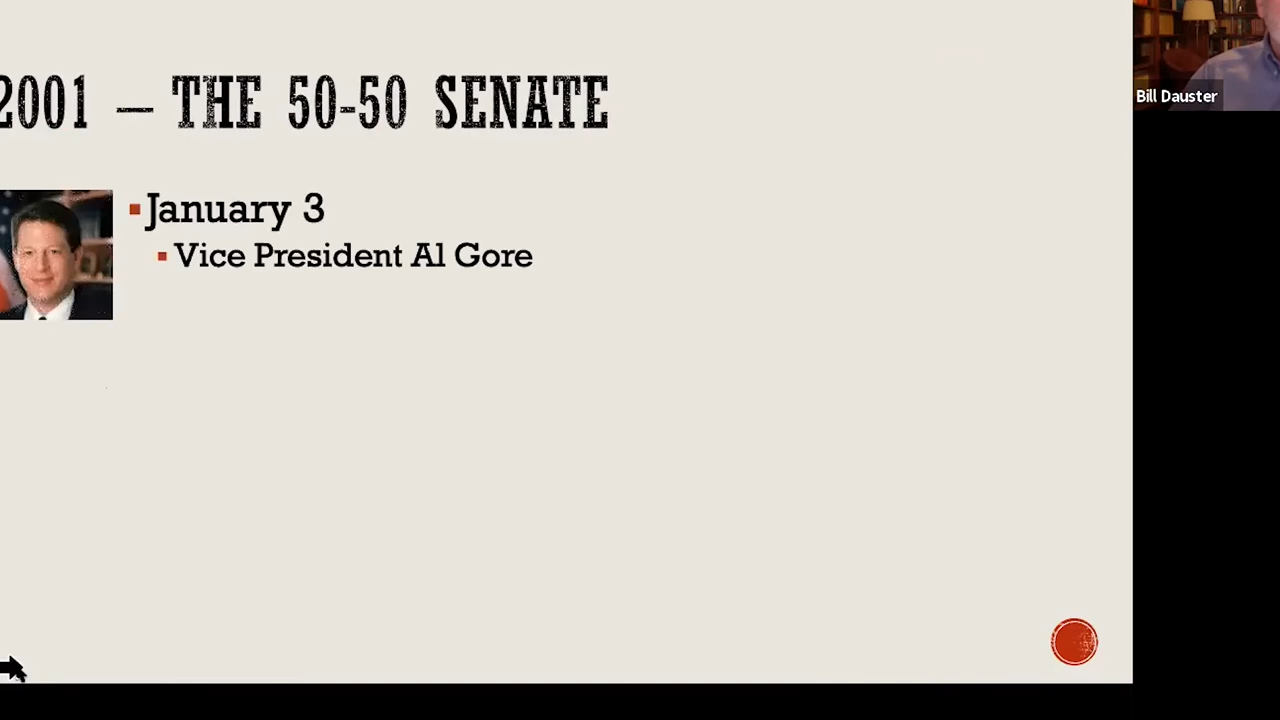 2001 – THE 50-50 SENATE
January 3
Vice President Al Gore
Bill Dauster